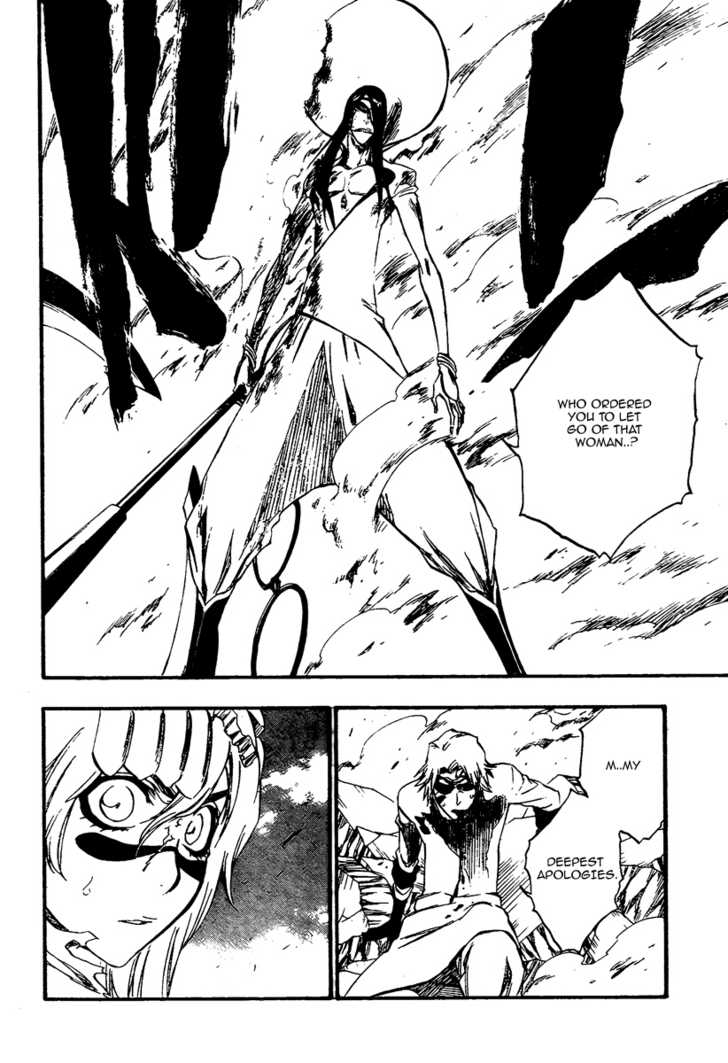 WHO ORDERED
YOU TO LET
GO OF THAT
WOMAN..?
M..MY
DEEPEST
APOLOGIES.